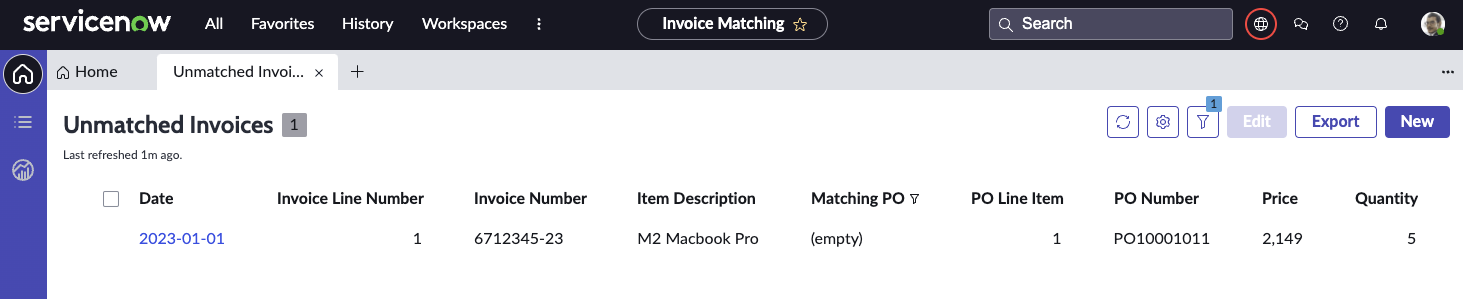 servicenow All Favorites History Workspaces Invoice Matching Search
Home Unmatched Invoi...
1
Unmatched Invoices 1 Edit Export New
Last refreshed 1m ago.
Date Invoice Line Number Invoice Number Item Description Matching PO PO Line Item PO Number Price Quantity
2023-01-01 1 6712345-23 M2 Macbook Pro (empty) 1 PO10001011 2,149 5